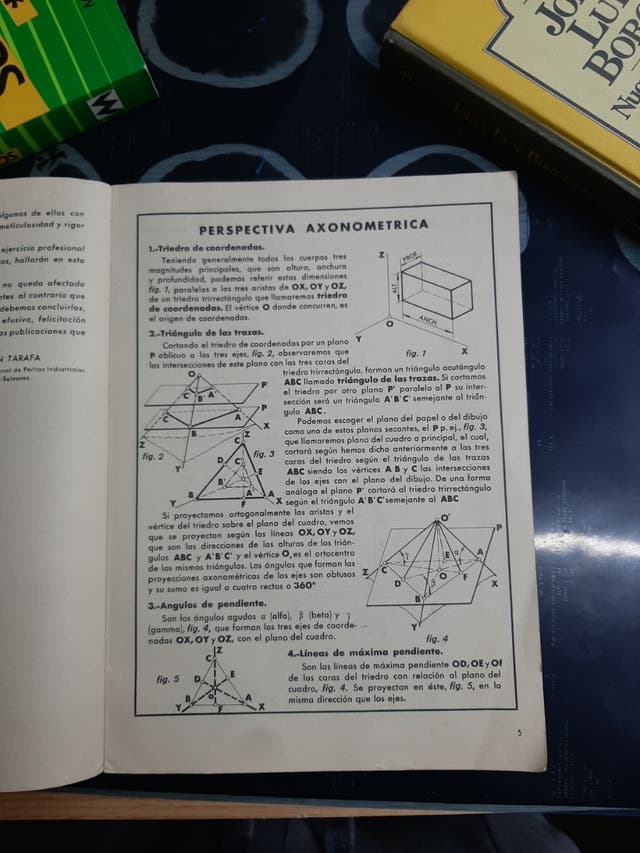 JO
LUI
BORG
Nue
algunos de ellos con
meticulosidad y rigor
ejercicio profesional
as, hallarán en esta
no queda afectado
ntes al contrario que
debemos concluirlos,
efusiva, felicitación
as publicaciones que
N TARAFA
onal de Peritos Industriales
-Baleares.
PERSPECTIVA AXONOMETRICA
1.-Triedro de coordenadas.
Teniendo generalmente todos los cuerpos tres
magnitudes principales, que son altura, anchura
y profundidad, podemos referir estas dimensiones
fig. 1, paralelas a las tres aristas de OX, OY y OZ,
de un triedro trirrectángulo que llamaremos triedro
de coordenadas. El vértice O donde concurren, es
el origen de coordenadas.
Z
PROF.
ALT.
ANCH.
O
Y
X
fig. 1
2.-Triángulo de las trazas.
Cortando el triedro de coordenadas por un plano
P oblicuo a los tres ejes, fig. 2, observaremos que
las intersecciones de este plano con las tres caras del
triedro trirrectángulo, forman un triángulo acutángulo
ABC llamado triángulo de las trazas. Si cortamos
el triedro por otro plano P' paralelo al P su inter-
sección será un triángulo A'B'C' semejante al trián-
gulo ABC.
Podemos escoger el plano del papel o del dibujo
como uno de estos planos secantes, el P p. ej., fig. 3,
que llamaremos plano del cuadro o principal, el cual,
cortará según hemos dicho anteriormente a las tres
caras del triedro según el triángulo de las trazas
ABC siendo los vértices A B y C las intersecciones
de los ejes con el plano del dibujo. De una forma
análoga el plano P' cortará al triedro trirrectángulo
según el triángulo A'B'C' semejante al ABC
fig. 2
fig. 3
Si proyectamos ortogonalmente las aristas y el
vértice del triedro sobre el plano del cuadro, vemos
que se proyectan según las líneas OX, OY y OZ,
que son las direcciones de las alturas de los trián-
gulos ABC y A'B'C' y el vértice O, es el ortocentro
de los mismos triángulos. Los ángulos que forman las
proyecciones axonométricas de los ejes son obtusos
y su suma es igual a cuatro rectos o 360°
3.-Angulos de pendiente.
Son los ángulos agudos α (alfa), β (beta) y γ
(gamma), fig. 4, que forman los tres ejes de coorde-
nadas OX, OY y OZ, con el plano del cuadro.
fig. 4
4.-Líneas de máxima pendiente.
Son las líneas de máxima pendiente OD, OE y OF
de las caras del triedro con relación al plano del
cuadro, fig. 4. Se proyectan en éste, fig. 5, en la
misma dirección que los ejes.
fig. 5
5